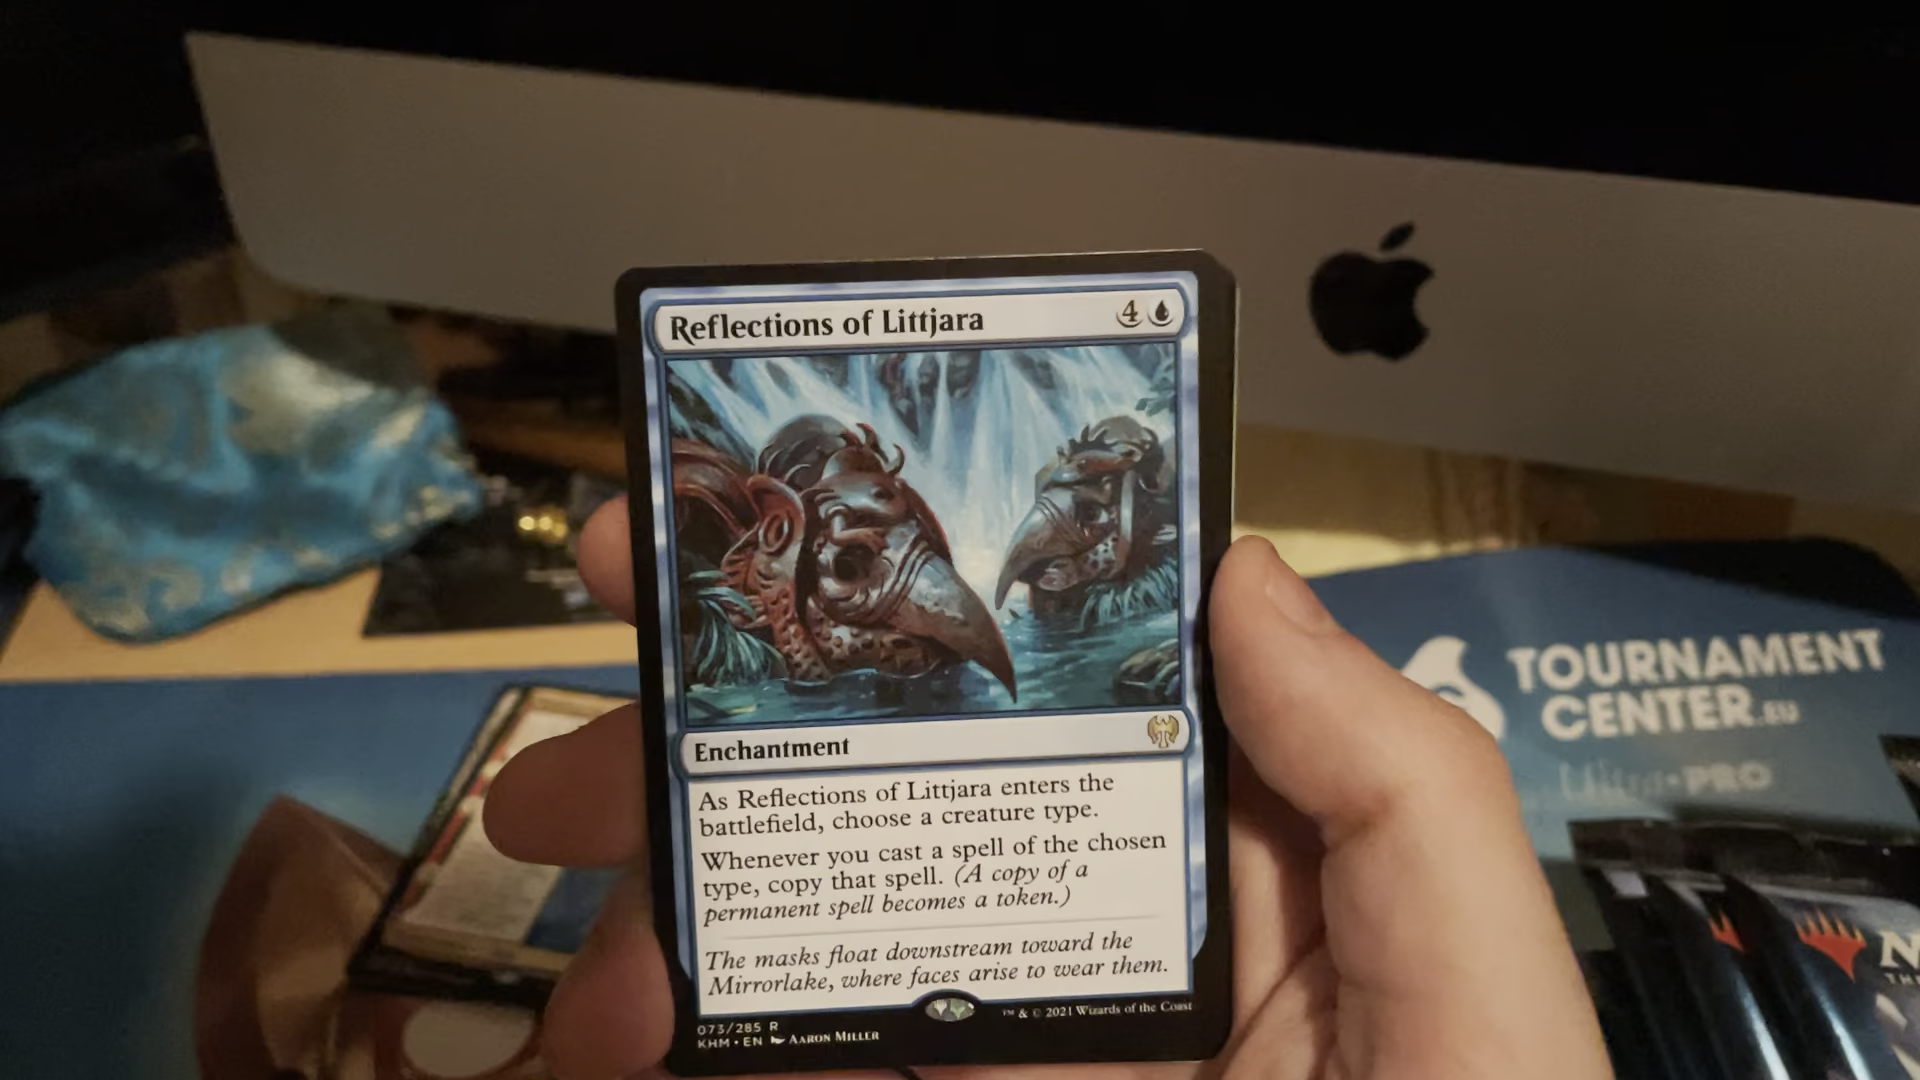 Reflections of Littjara 4
Enchantment
As Reflections of Littjara enters the
battlefield, choose a creature type.
Whenever you cast a spell of the chosen
type, copy that spell. (A copy of a
permanent spell becomes a token.)
The masks float downstream toward the
Mirrorlake, where faces arise to wear them.
073/285 R
KHM • EN AARON MILLER
™ & © 2021 Wizards of the Coast
TOURNAMENT
CENTER.EU
Ultra•PRO